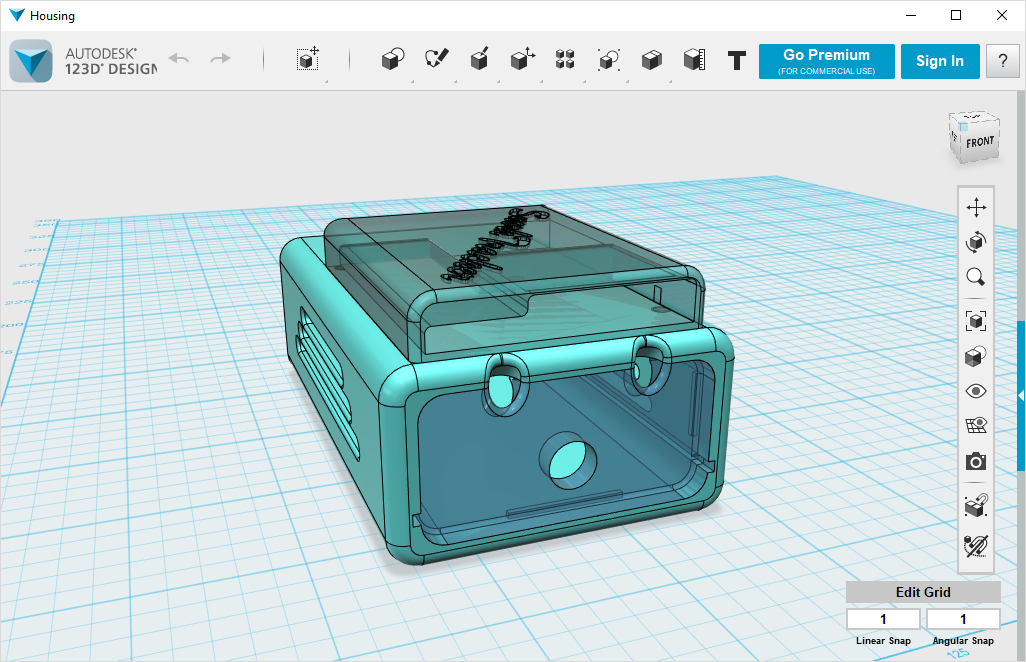 Housing
AUTODESK®
123D® DESIGN
T
Go Premium
(FOR COMMERCIAL USE)
Sign In
?
FRONT
Edit Grid
1
1
Linear Snap
Angular Snap
125